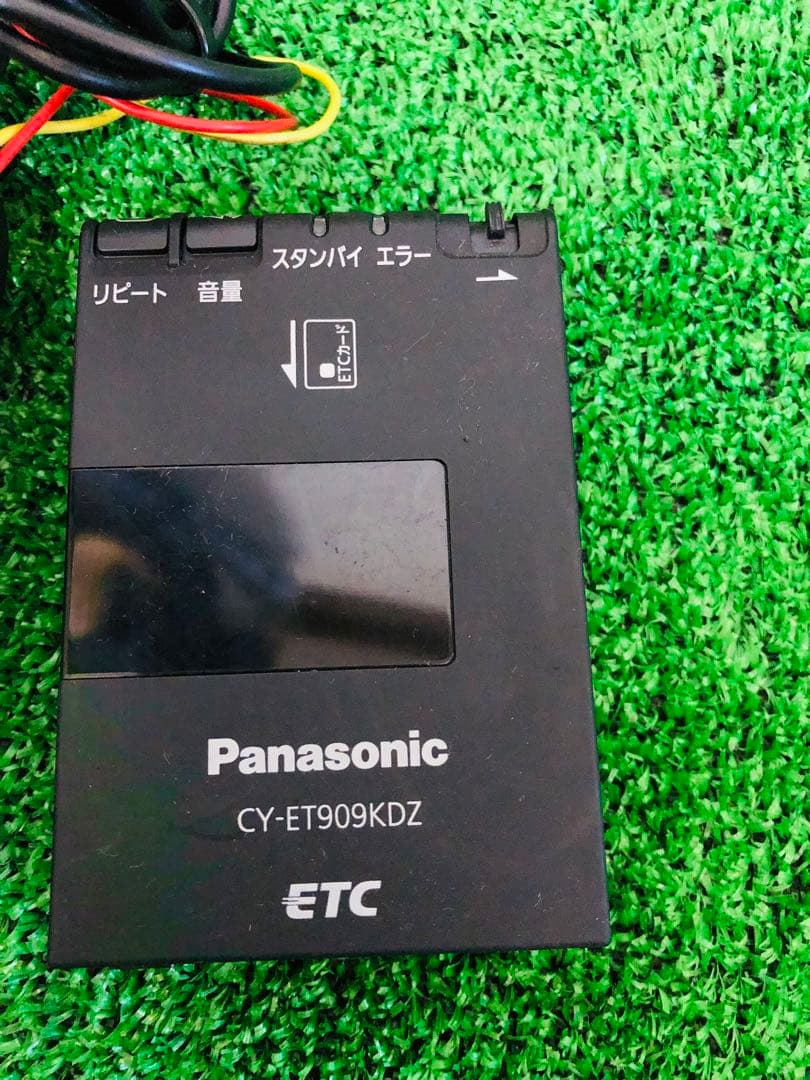 スタンバイ エラー
リピート 音量
ETCカード
Panasonic
CY-ET909KDZ
ETC